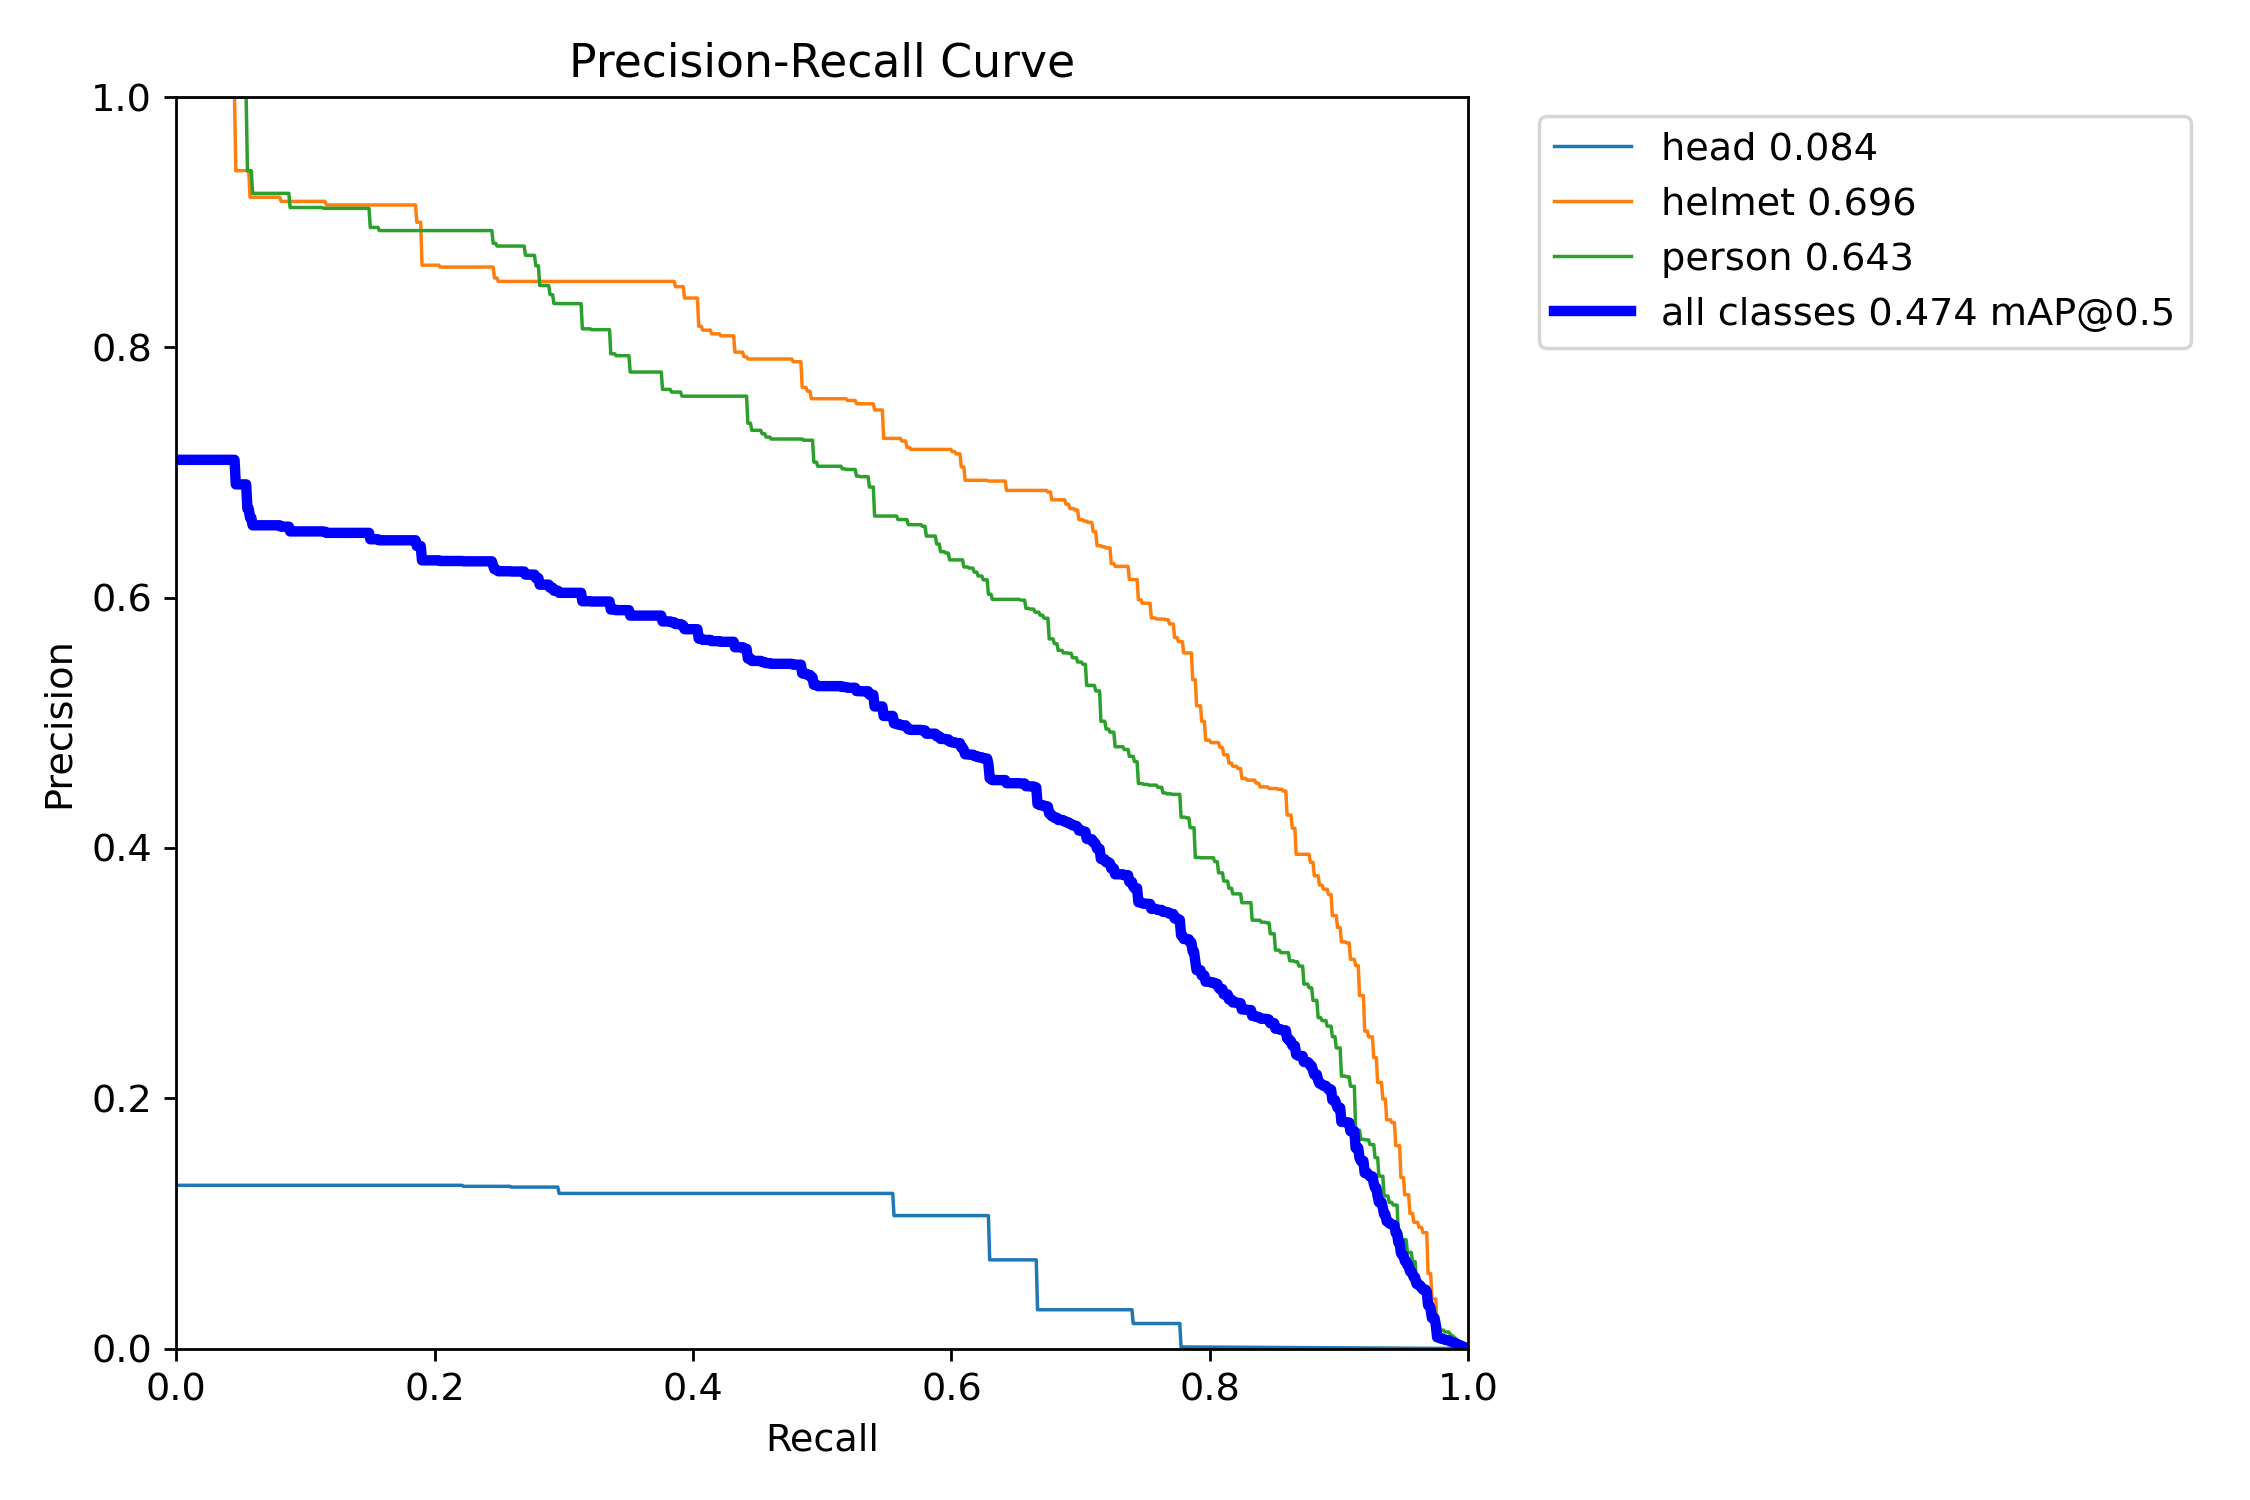 Precision-Recall Curve
1.0
0.8
0.6
0.4
0.2
0.0
Precision
0.0 0.2 0.4 0.6 0.8 1.0
Recall
head 0.084
helmet 0.696
person 0.643
all classes 0.474 mAP@0.5